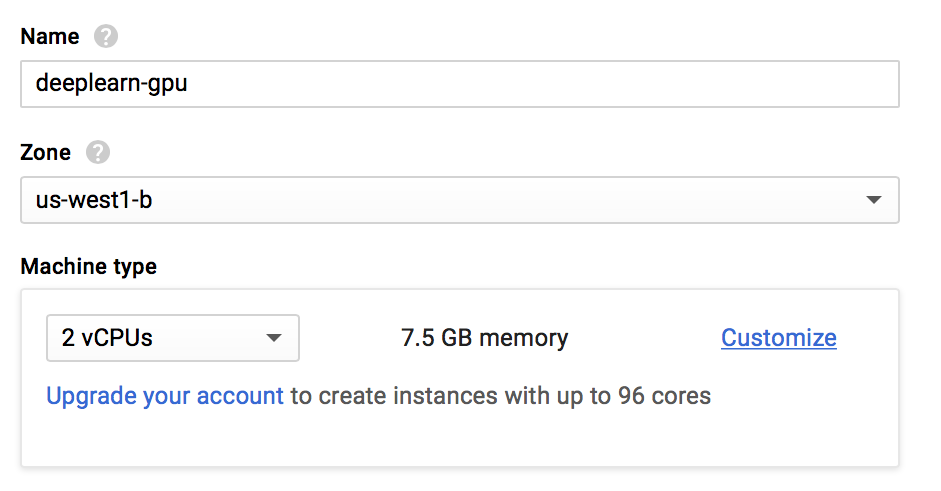 Name ?
deeplearn-gpu
Zone ?
us-west1-b
Machine type
2 vCPUs 7.5 GB memory Customize
Upgrade your account to create instances with up to 96 cores